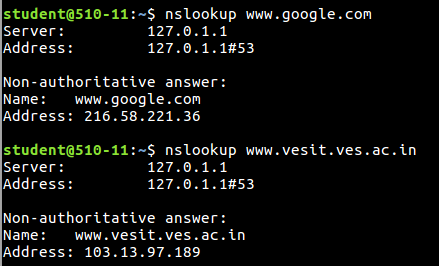 student@510-11:~$ nslookup www.google.com
Server:         127.0.1.1
Address:        127.0.1.1#53
Non-authoritative answer:
Name:   www.google.com
Address: 216.58.221.36
student@510-11:~$ nslookup www.vesit.ves.ac.in
Server:         127.0.1.1
Address:        127.0.1.1#53
Non-authoritative answer:
Name:   www.vesit.ves.ac.in
Address: 103.13.97.189